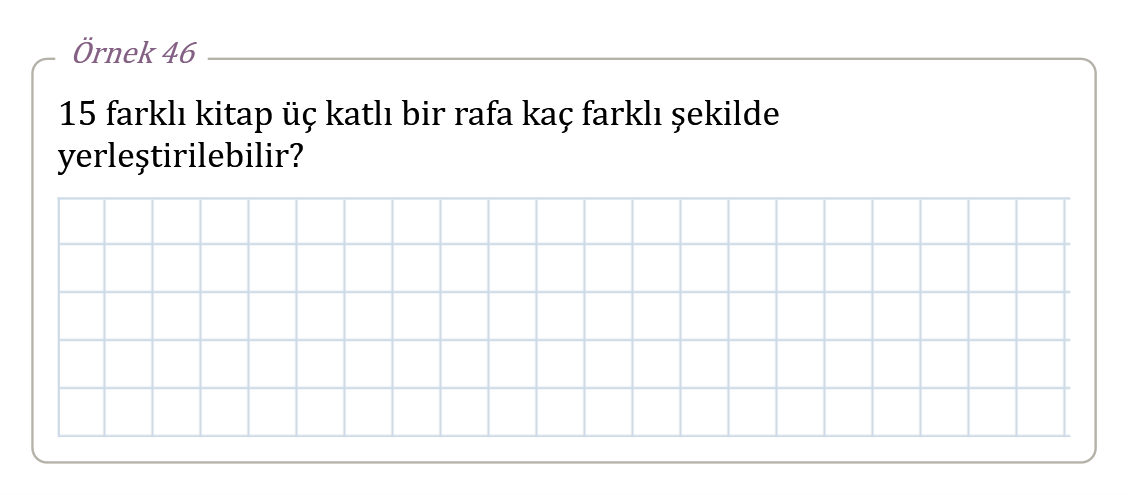 Örnek 46
15 farklı kitap üç katlı bir rafa kaç farklı şekilde
yerleştirilebilir?